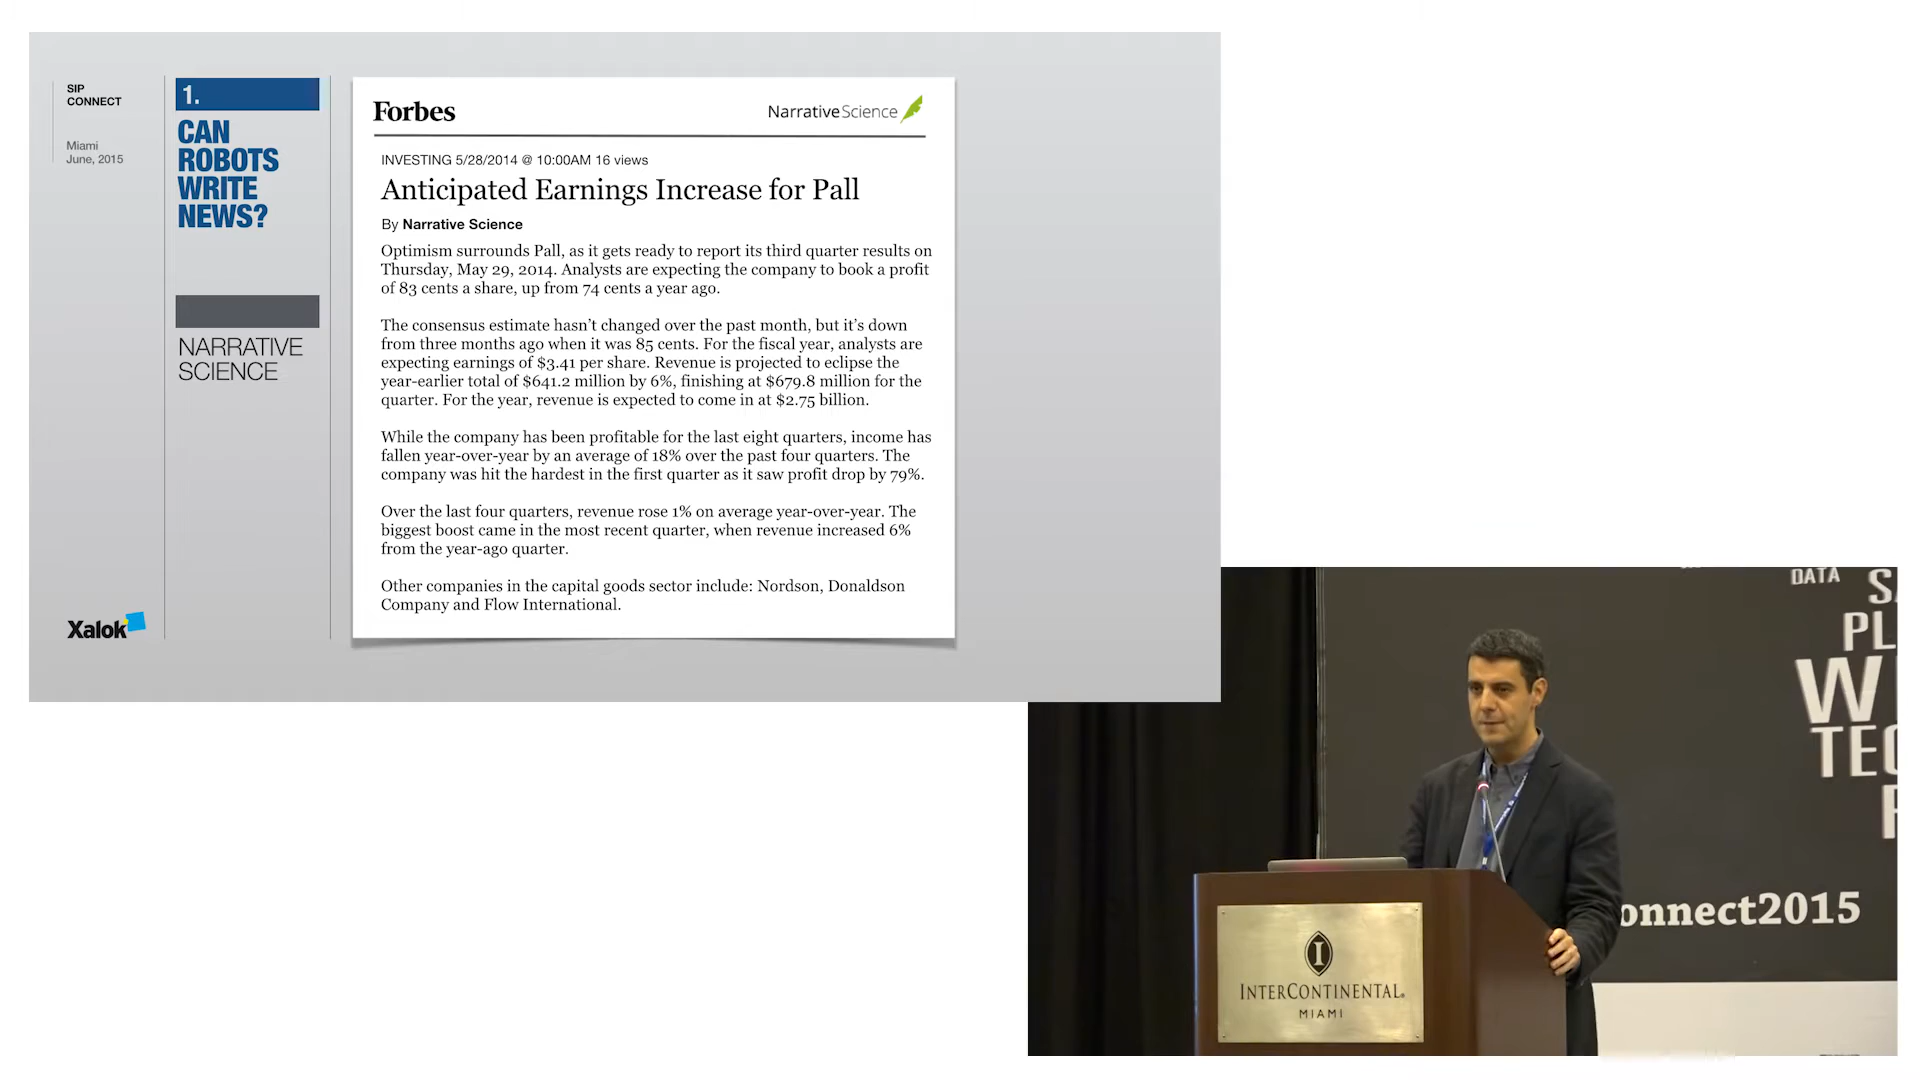 SIP
CONNECT
Miami
June, 2015
1.
CAN
ROBOTS
WRITE
NEWS?
NARRATIVE
SCIENCE
Xalok
Forbes
NarrativeScience
INVESTING 5/28/2014 @ 10:00AM 16 views
Anticipated Earnings Increase for Pall
By Narrative Science
Optimism surrounds Pall, as it gets ready to report its third quarter results on
Thursday, May 29, 2014. Analysts are expecting the company to book a profit
of 83 cents a share, up from 74 cents a year ago.
The consensus estimate hasn’t changed over the past month, but it’s down
from three months ago when it was 85 cents. For the fiscal year, analysts are
expecting earnings of $3.41 per share. Revenue is projected to eclipse the
year-earlier total of $641.2 million by 6%, finishing at $679.8 million for the
quarter. For the year, revenue is expected to come in at $2.75 billion.
While the company has been profitable for the last eight quarters, income has
fallen year-over-year by an average of 18% over the past four quarters. The
company was hit the hardest in the first quarter as it saw profit drop by 79%.
Over the last four quarters, revenue rose 1% on average year-over-year. The
biggest boost came in the most recent quarter, when revenue increased 6%
from the year-ago quarter.
Other companies in the capital goods sector include: Nordson, Donaldson
Company and Flow International.
DATA
S
PL
W
TEC
onnect2015
I
INTERCONTINENTAL.
MIAMI